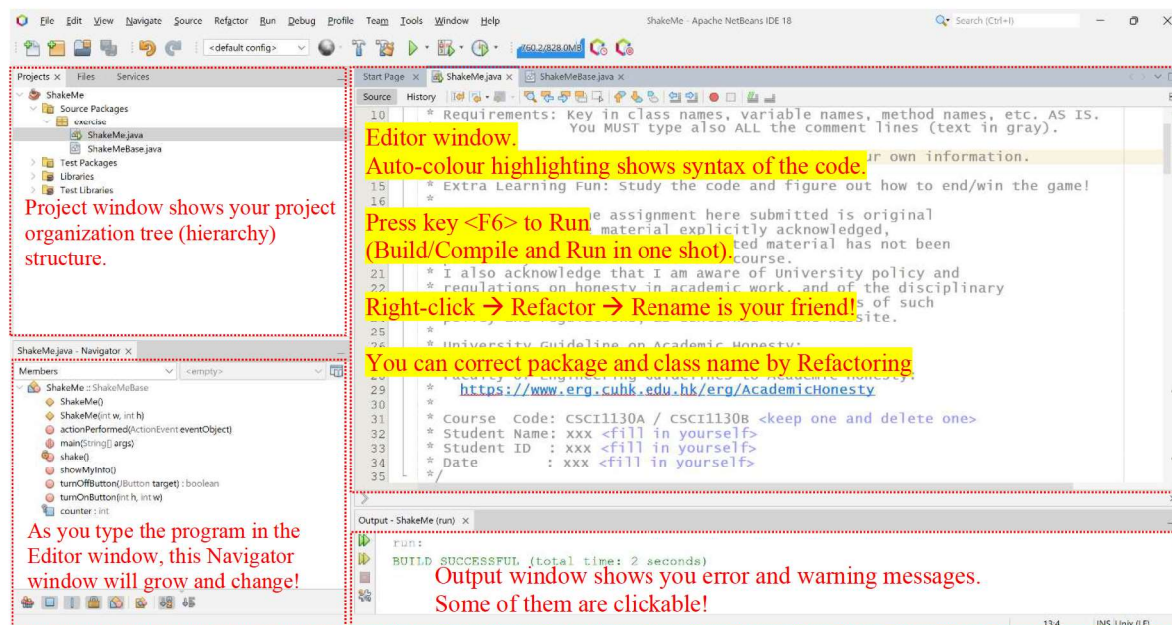 File Edit View Navigate Source Refactor Run Debug Profile Team Tools Window Help
ShakeMe - Apache NetBeans IDE 18
Search (Ctrl+I)
<default config>
760.2/828.0MB
Projects Files Services
ShakeMe
Source Packages
exercise
ShakeMe.java
ShakeMeBase.java
Test Packages
Libraries
Test Libraries
Project window shows your project
organization tree (hierarchy)
structure.
ShakeMe.java - Navigator
Members
<empty>
ShakeMe :: ShakeMeBase
ShakeMe()
ShakeMe(int w, int h)
actionPerformed(ActionEvent eventObject)
main(String[] args)
shake()
showMyInfo()
turnOffButton(JButton target) : boolean
turnOnButton(int h, int w)
counter : int
As you type the program in the
Editor window, this Navigator
window will grow and change!
Start Page ShakeMe.java ShakeMeBase.java
Source History
10 * Requirements: Key in class names, variable names, method names, etc. AS IS.
You MUST type also ALL the comment lines (text in gray).
Editor window.
ur own information.
Auto-colour highlighting shows syntax of the code.
15 * Extra Learning Fun: Study the code and figure out how to end/win the game!
16 *
e assignment here submitted is original
Press key <F6> to Run
material explicitly acknowledged,
(Build/Compile and Run in one shot).
ted material has not been
course.
21 * I also acknowledge that I am aware of University policy and
22 * regulations on honesty in academic work, and of the disciplinary
Right-click → Refactor → Rename is your friend!
s of such
25 *
* University Guideline on Academic Honesty:
You can correct package and class name by Refactoring
* Faculty of Engineering Guidelines to Academic Honesty:
29 * https://www.erg.cuhk.edu.hk/erg/AcademicHonesty
30 *
31 * Course Code: CSCI1130A / CSCI1130B <keep one and delete one>
32 * Student Name: xxx <fill in yourself>
33 * Student ID : xxx <fill in yourself>
34 * Date : xxx <fill in yourself>
35 */
Output - ShakeMe (run)
run:
BUILD SUCCESSFUL (total time: 2 seconds)
Output window shows you error and warning messages.
Some of them are clickable!
13:4 INS Unix (LF)